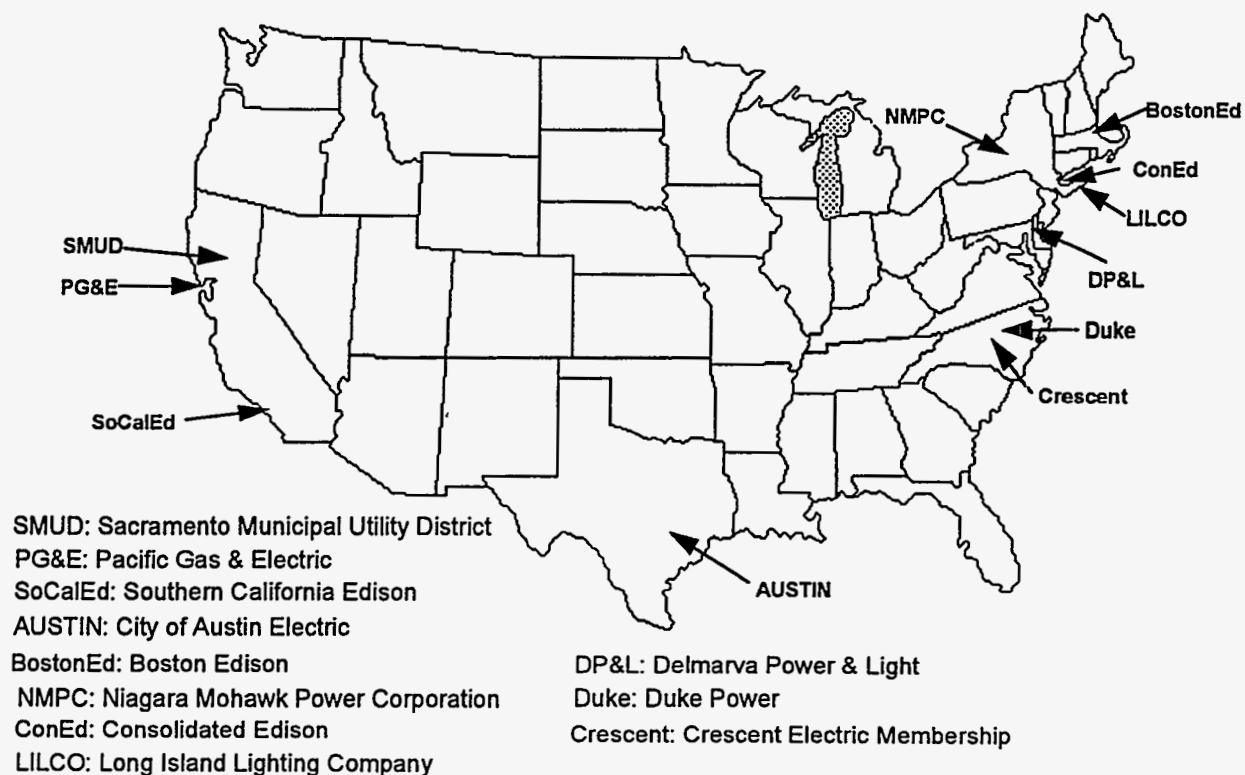 NMPC
BostonEd
ConEd
LILCO
SMUD
PG&E
DP&L
Duke
Crescent
SoCalEd
AUSTIN
SMUD: Sacramento Municipal Utility District
PG&E: Pacific Gas & Electric
SoCalEd: Southern California Edison
AUSTIN: City of Austin Electric
BostonEd: Boston Edison
NMPC: Niagara Mohawk Power Corporation
ConEd: Consolidated Edison
LILCO: Long Island Lighting Company
DP&L: Delmarva Power & Light
Duke: Duke Power
Crescent: Crescent Electric Membership